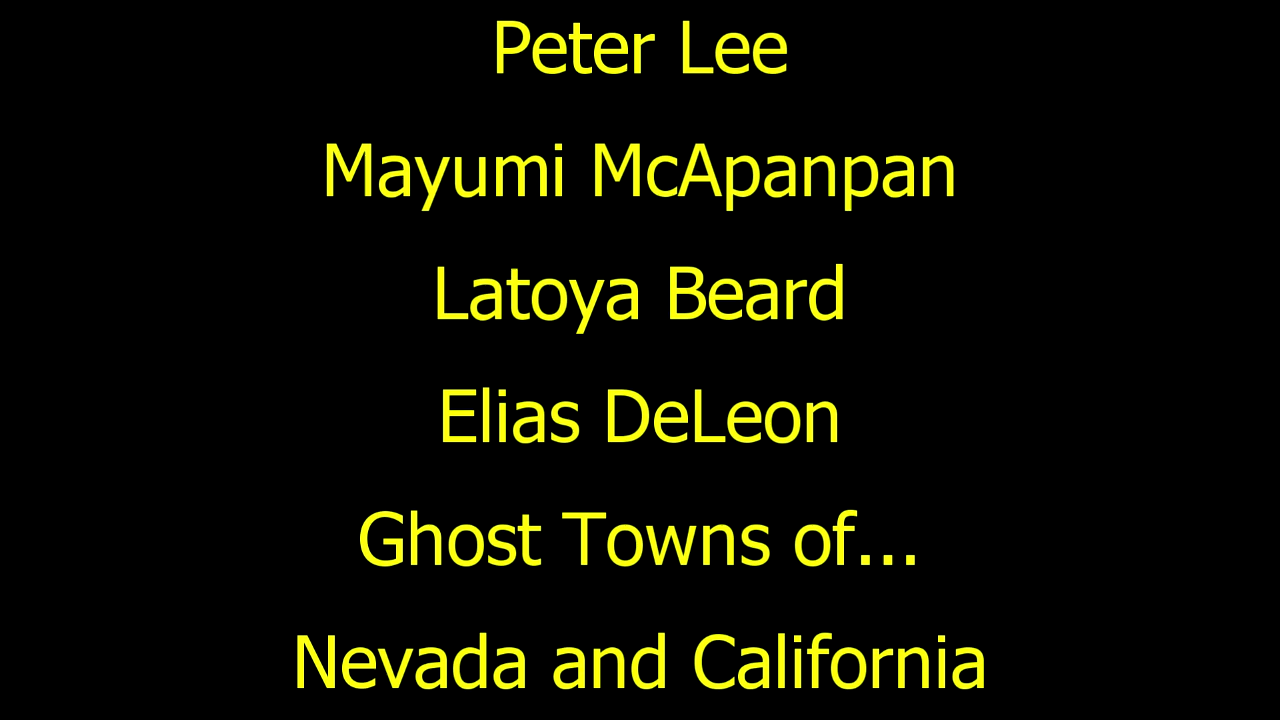 Peter Lee
Mayumi McApanpan
Latoya Beard
Elias DeLeon
Ghost Towns of...
Nevada and California